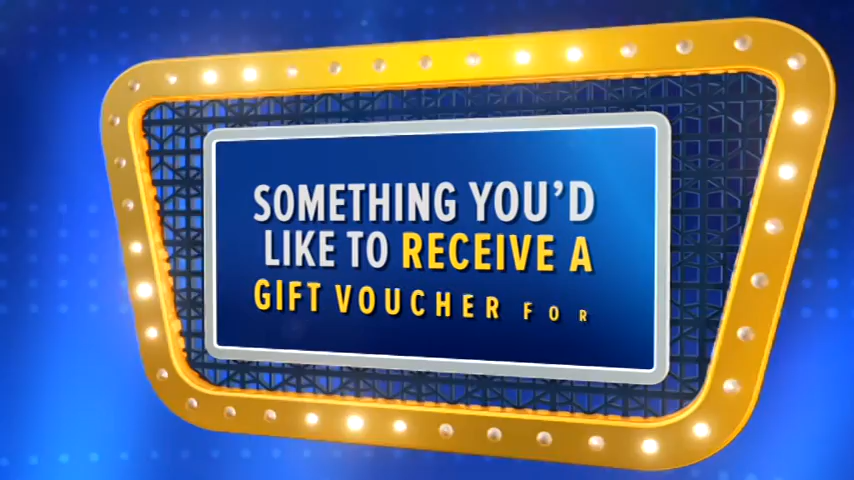 SOMETHING YOU'D
LIKE TO RECEIVE A
GIFT VOUCHER FOR